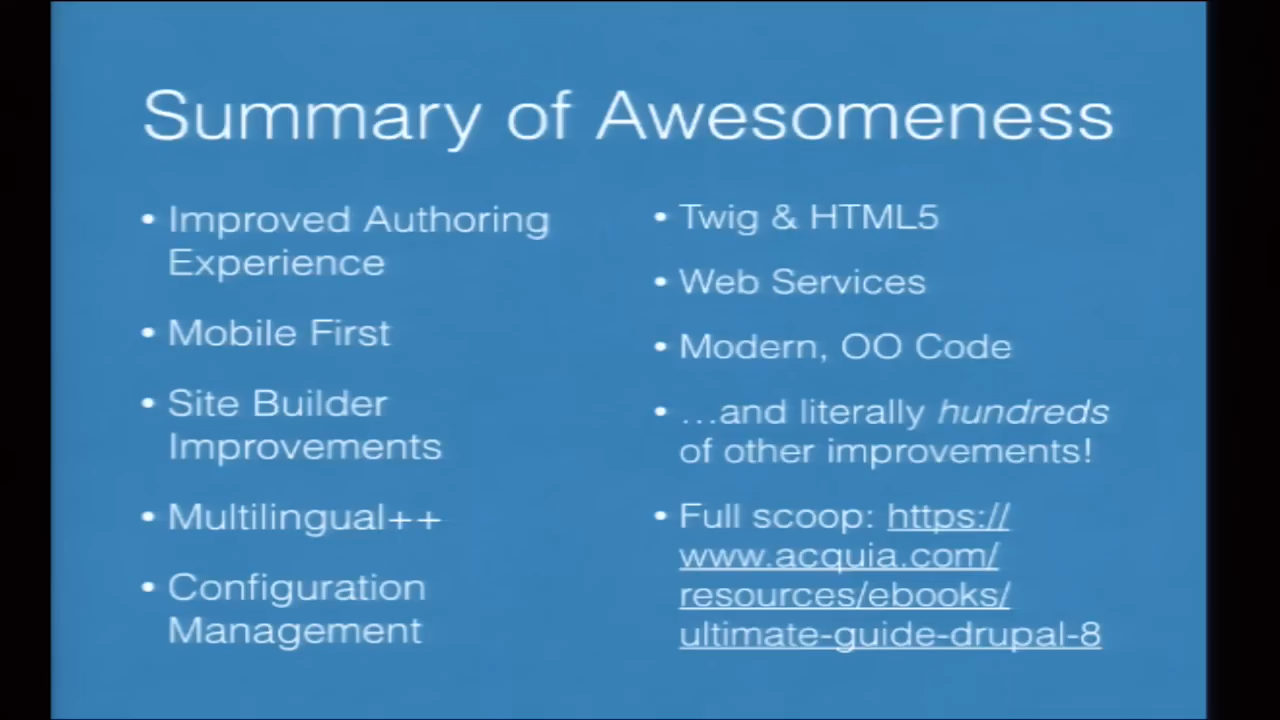 Summary of Awesomeness
• Improved Authoring
Experience
• Mobile First
• Site Builder
Improvements
• Multilingual++
• Configuration
Management
• Twig & HTML5
• Web Services
• Modern, OO Code
• …and literally hundreds
of other improvements!
• Full scoop: https://
www.acquia.com/
resources/ebooks/
ultimate-guide-drupal-8